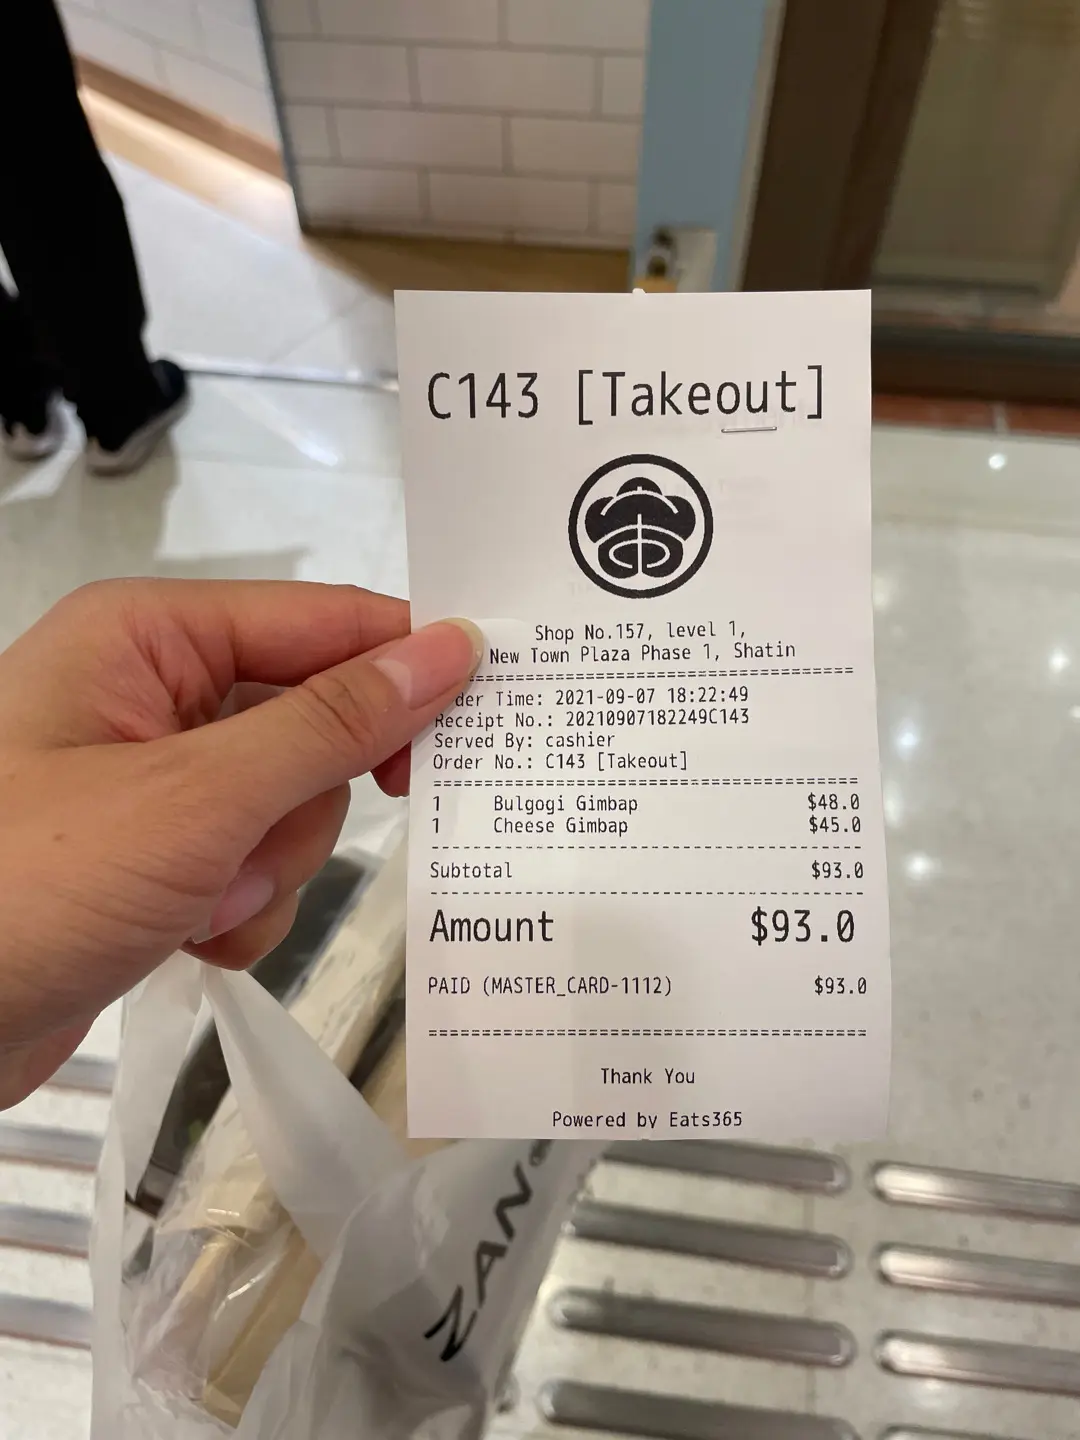 C143 [Takeout]
Shop No.157, level 1,
New Town Plaza Phase 1, Shatin
==================================================
der Time: 2021-09-07 18:22:49
Receipt No.: 20210907182249C143
Served By: cashier
Order No.: C143 [Takeout]
==================================================
1 Bulgogi Gimbap $48.0
1 Cheese Gimbap $45.0
--------------------------------------------------
Subtotal $93.0
--------------------------------------------------
Amount $93.0
PAID (MASTER_CARD-1112) $93.0
==================================================
Thank You
Powered by Eats365
ZAN